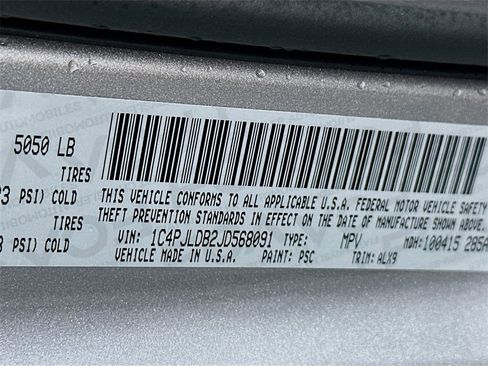 5050 LB
TIRES
PSI) COLD
TIRES
PSI) COLD
THIS VEHICLE CONFORMS TO ALL APPLICABLE U.S.A. FEDERAL MOTOR VEHICLE SAFETY
THEFT PREVENTION STANDARDS IN EFFECT ON THE DATE OF MANUFACTURE SHOWN ABOVE.
VIN: 1C4PJLDB2JD568091 TYPE: MPV MDH:100415 285A
VEHICLE MADE IN U.S.A. PAINT: PSC TRIM: ALX9